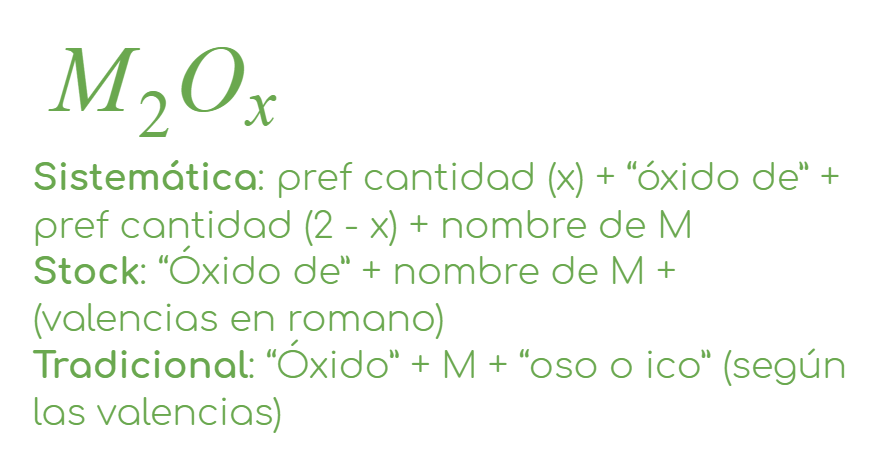 M₂Oₓ
Sistemática: pref cantidad (x) + “óxido de” +
pref cantidad (2 - x) + nombre de M
Stock: “Óxido de” + nombre de M +
(valencias en romano)
Tradicional: “Óxido” + M + “oso o ico” (según
las valencias)